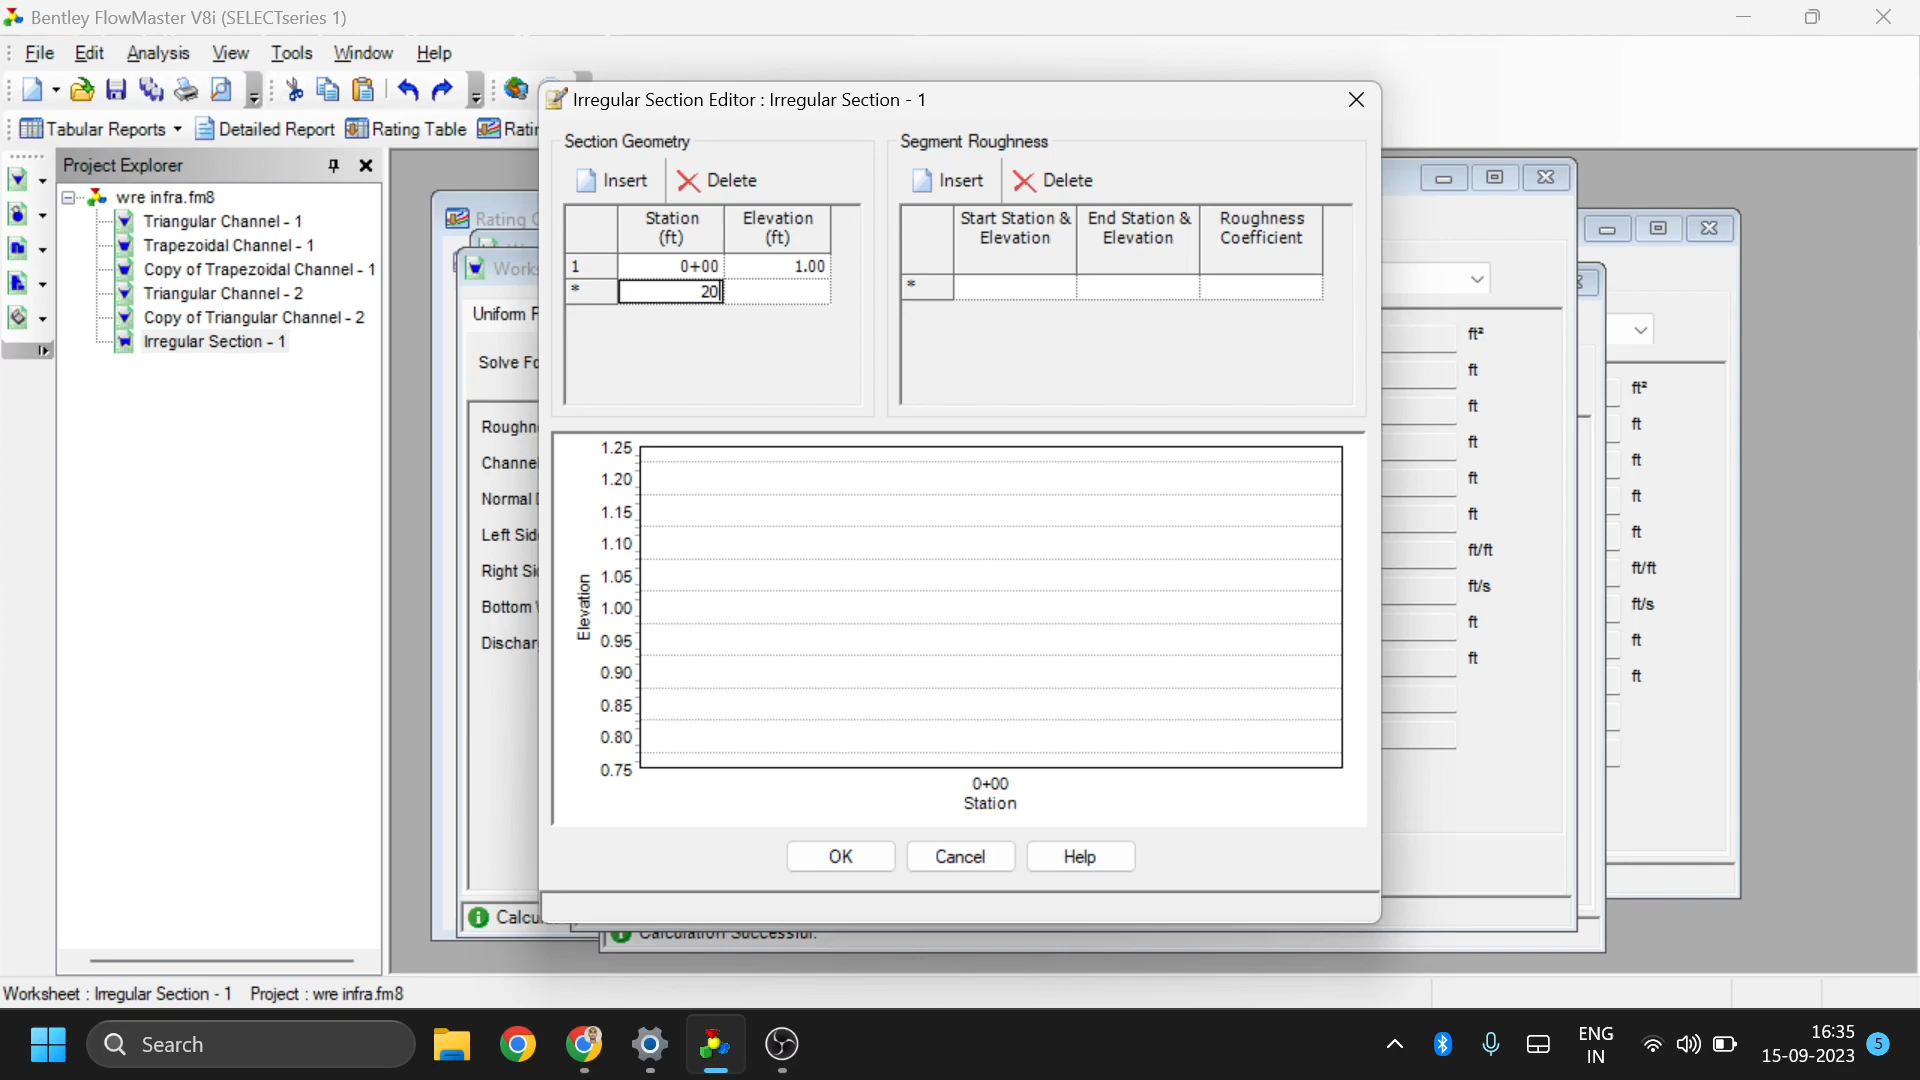 Bentley FlowMaster V8i (SELECTseries 1)
File Edit Analysis View Tools Window Help
Tabular Reports Detailed Report Rating Table
Project Explorer
wre infra.fm8
Triangular Channel - 1
Trapezoidal Channel - 1
Copy of Trapezoidal Channel - 1
Triangular Channel - 2
Copy of Triangular Channel - 2
Irregular Section - 1
Rating
Uniform
Solve
Left
Right
Bottom
Irregular Section Editor : Irregular Section - 1
Section Geometry
Insert Delete
Station (ft) Elevation (ft)
1 0+00 1.00
* 20
Segment Roughness
Insert Delete
Start Station & Elevation End Station & Elevation Roughness Coefficient
*
1.25
1.20
1.15
1.10
1.05
1.00
0.95
0.90
0.85
0.80
0.75
Elevation
0+00
Station
OK Cancel Help
ft²
ft
ft
ft
ft
ft
ft/ft
ft/s
ft
ft
ft²
ft
ft
ft
ft
ft/ft
ft/s
ft
ft
Calculation Successful.
Worksheet : Irregular Section - 1 Project : wre infra.fm8
Search
ENG
IN
16:35
15-09-2023
5